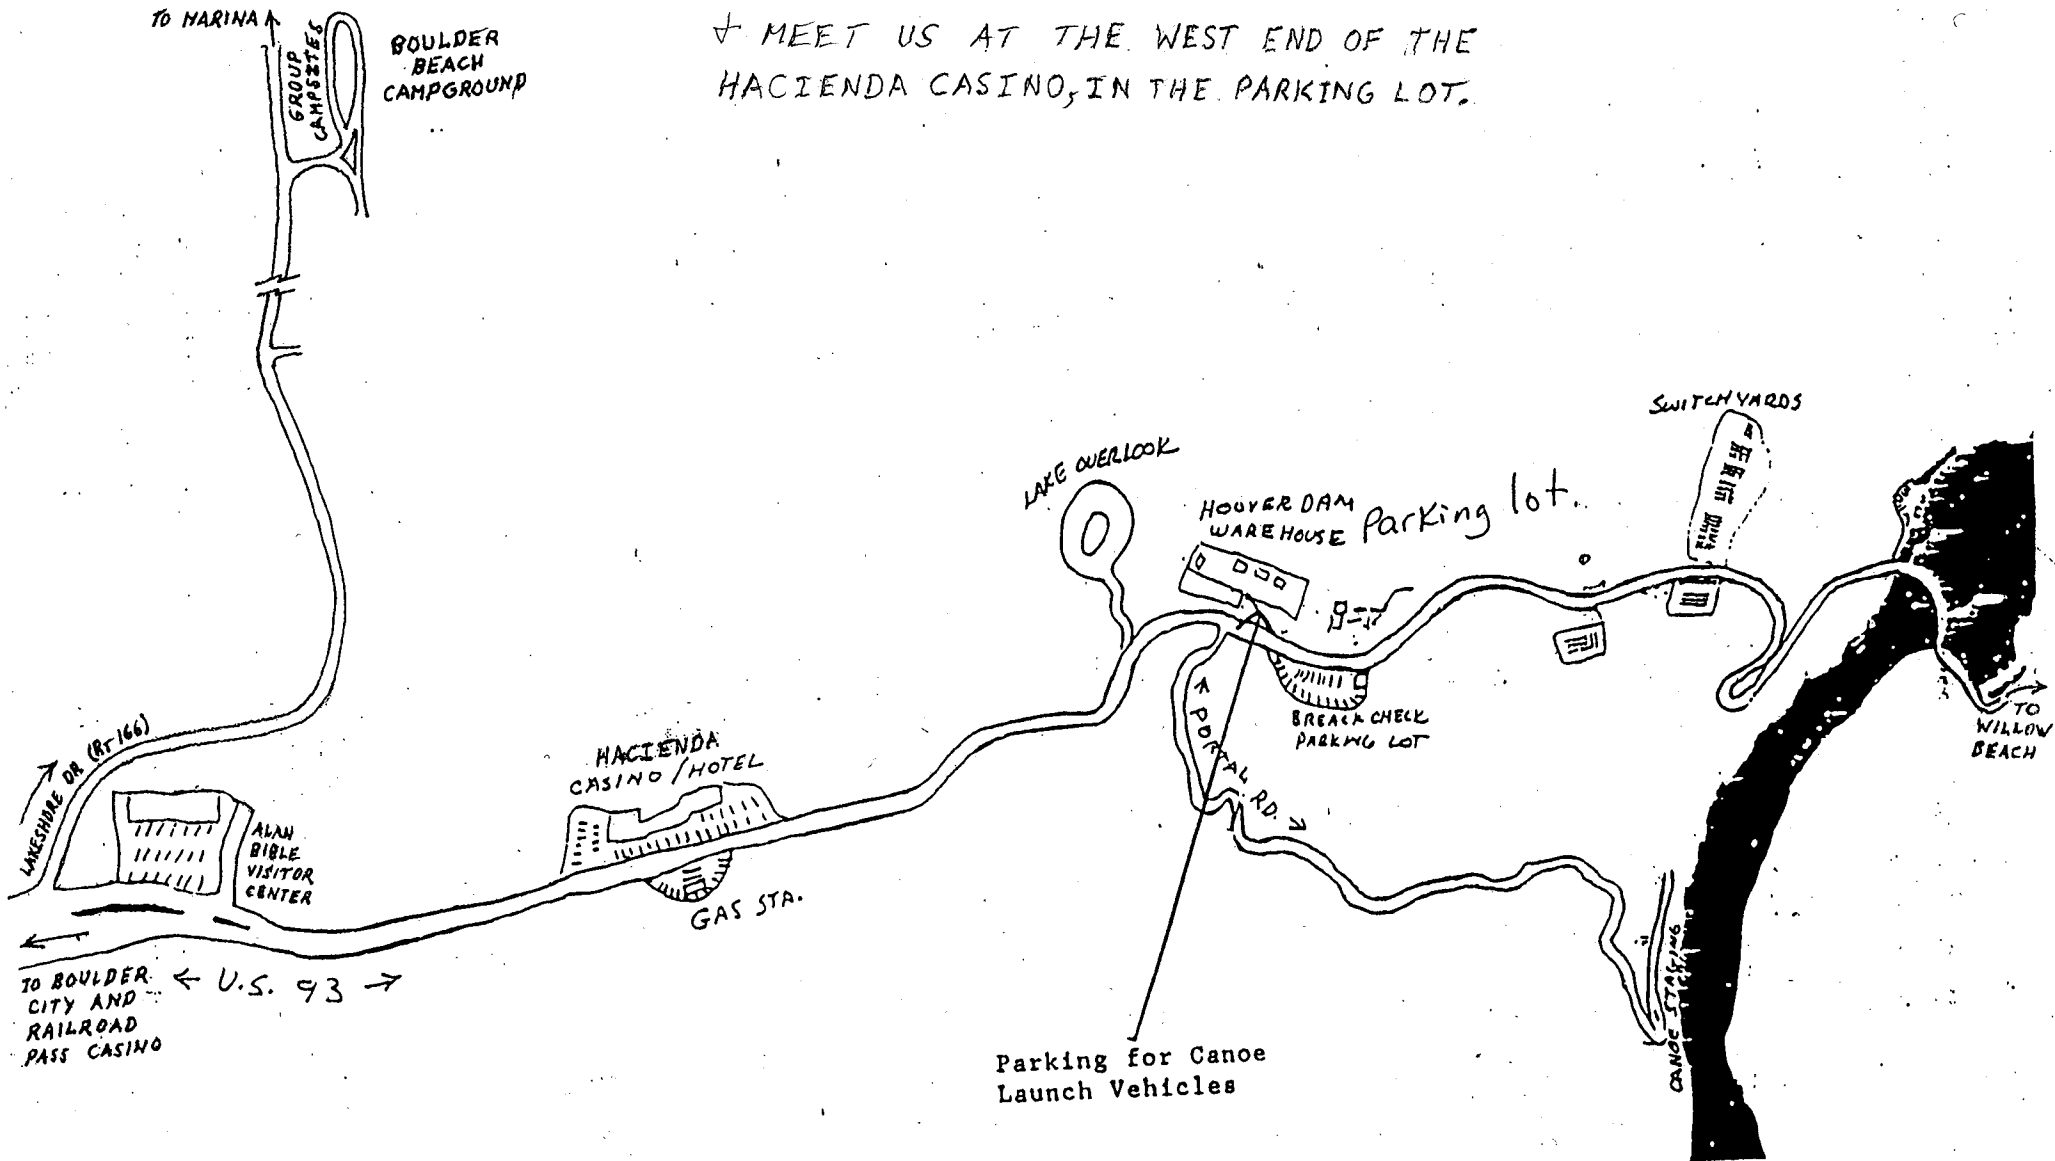 TO MARINA
GROUP
CAMPSITES
BOULDER
BEACH
CAMPGROUND
MEET US AT THE WEST END OF THE
HACIENDA CASINO, IN THE PARKING LOT.
SWITCHYARDS
LAKE OVERLOOK
HOOVER DAM
WAREHOUSE Parking lot.
BREACK CHECK
PARKING LOT
PORTAL RD.
TO
WILLOW
BEACH
LAKESHORE DR (RT 166)
HACIENDA
CASINO / HOTEL
ALAN
BIBLE
VISITOR
CENTER
GAS STA.
CANOE STAGING
TO BOULDER
CITY AND
RAILROAD
PASS CASINO
← U.S. 93 →
Parking for Canoe
Launch Vehicles